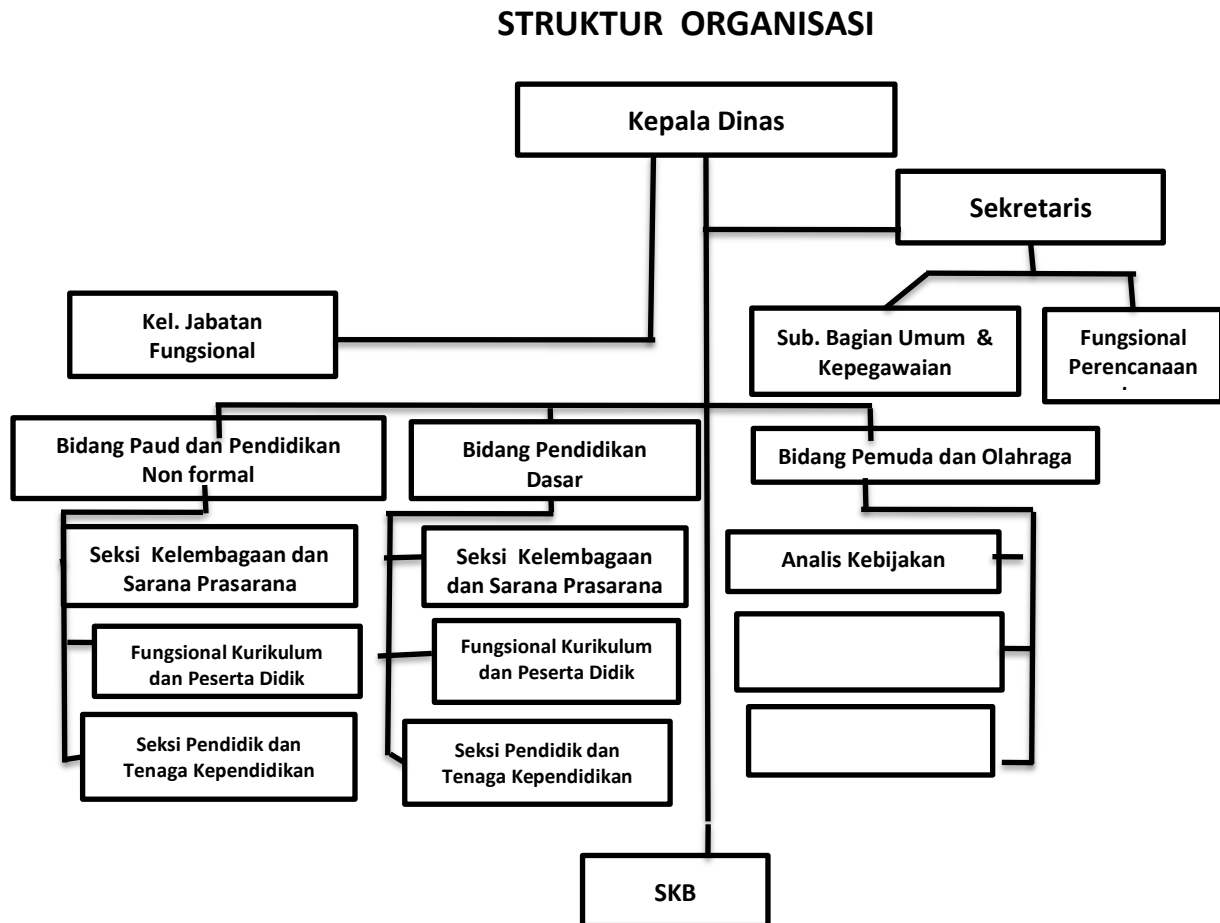 STRUKTUR ORGANISASI
Kepala Dinas
Sekretaris
Kel. Jabatan
Fungsional
Sub. Bagian Umum &
Kepegawaian
Fungsional
Perencanaan
.
Bidang Paud dan Pendidikan
Non formal
Bidang Pendidikan
Dasar
Bidang Pemuda dan Olahraga
Seksi Kelembagaan dan
Sarana Prasarana
Seksi Kelembagaan
dan Sarana Prasarana
Analis Kebijakan
Fungsional Kurikulum
dan Peserta Didik
Fungsional Kurikulum
dan Peserta Didik
Seksi Pendidik dan
Tenaga Kependidikan
Seksi Pendidik dan
Tenaga Kependidikan
SKB